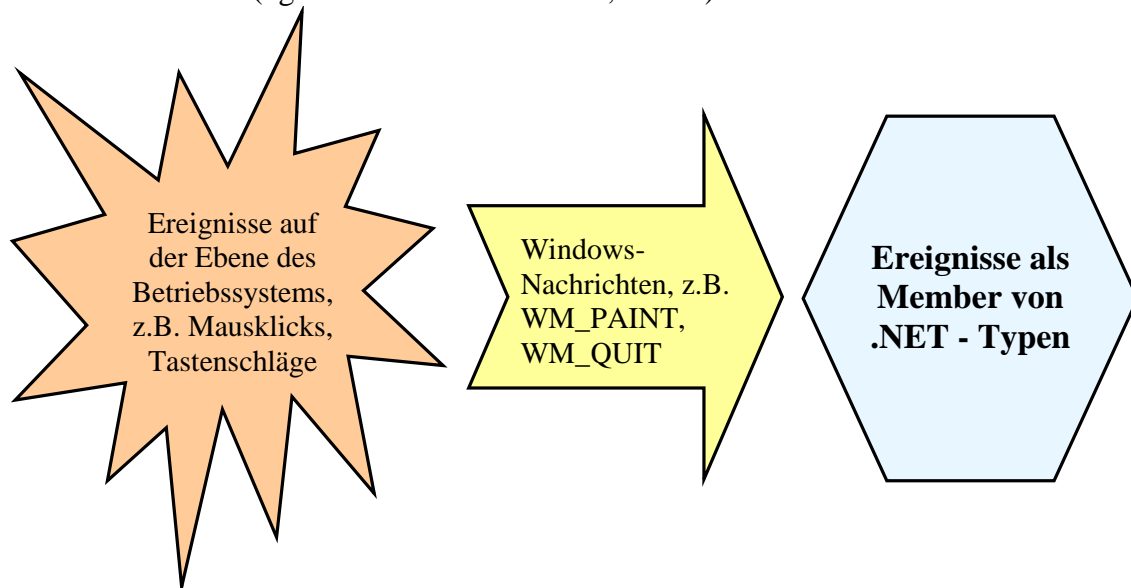 Ereignisse auf
der Ebene des
Betriebssystems,
z.B. Mausklicks,
Tastenschläge
Windows-
Nachrichten, z.B.
WM_PAINT,
WM_QUIT
Ereignisse als
Member von
.NET - Typen